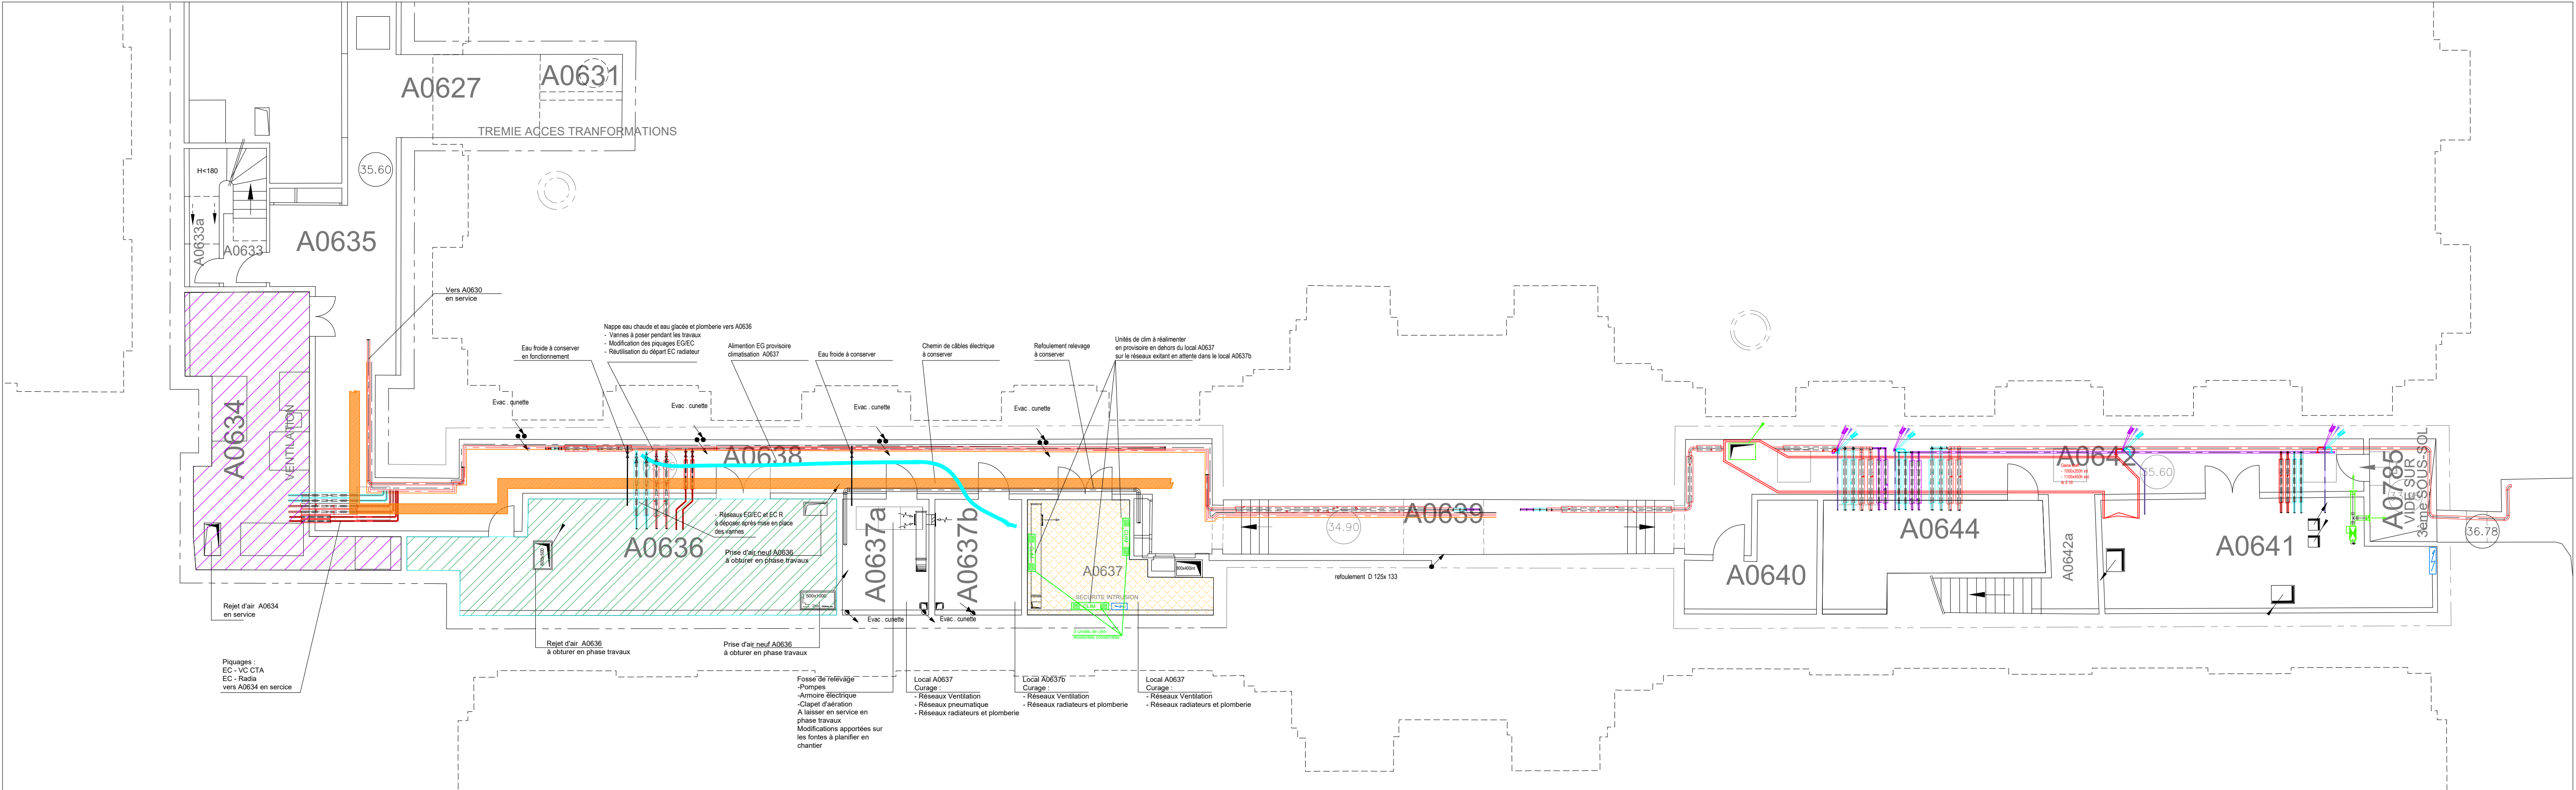 A0627
A0631
TREMIE ACCES TRANFORMATIONS
35.60
H<180
A0633a
A0633
A0635
Vers A0630
en service
Eau froide à conserver
en fonctionnement
Nappe eau chaude et eau glacée et plomberie vers A0636
- Vannes à poser pendant les travaux
- Modification des piquages EG/EC
- Réutilisation du départ EC radiateur
Alimention EG provisoire
climatisation A0637
Eau froide à conserver
Chemin de câbles électrique
à conserver
Refoulement relevage
à conserver
Unités de clim à réalimenter
en provisoire en dehors du local A0637
sur le réseaux exitant en attente dans le local A0637b
Evac . cunette
Evac . cunette
Evac . cunette
Evac . cunette
A0634
VENTILATION
A0638
A0636
- Réseaux EG/EC et EC R
à déposer après mise en place
des vannes
Prise d'air neuf A0636
à obturer en phase travaux
600x500
500x1000
A0637a
A0637b
A0637
SECURITE INTRUSION
800x400ht
3 Unités de clim
Evac . cunette
Evac . cunette
A0639
34.90
refoulement D 125x 133
A0640
A0644
A0642
35.60
A0642a
A0641
A0785
VIDE SUR
3ème SOUS-SOL
36.78
Rejet d'air A0634
en service
Piquages :
EC - VC CTA
EC - Radia
vers A0634 en sercice
Rejet d'air A0636
à obturer en phase travaux
Prise d'air neuf A0636
à obturer en phase travaux
Fosse de relevage
-Pompes
-Armoire électrique
-Clapet d'aération
A laisser en service en
phase travaux
Modifications apportées sur
les fontes à planifier en
chantier
Local A0637
Curage :
- Réseaux Ventilation
- Réseaux pneumatique
- Réseaux radiateurs et plomberie
Local A0637b
Curage :
- Réseaux Ventilation
- Réseaux radiateurs et plomberie
Local A0637
Curage :
- Réseaux Ventilation
- Réseaux radiateurs et plomberie